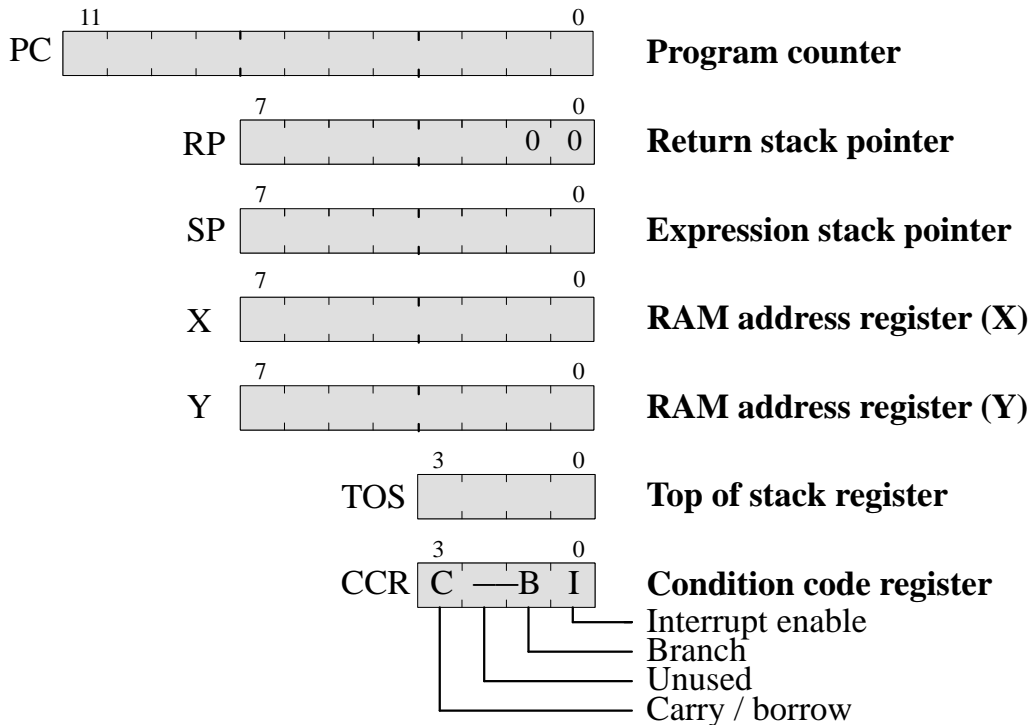 11 0
PC Program counter
7 0
RP 0 0 Return stack pointer
7 0
SP Expression stack pointer
7 0
X RAM address register (X)
7 0
Y RAM address register (Y)
3 0
TOS Top of stack register
3 0
CCR C –– B I Condition code register
Interrupt enable
Branch
Unused
Carry / borrow